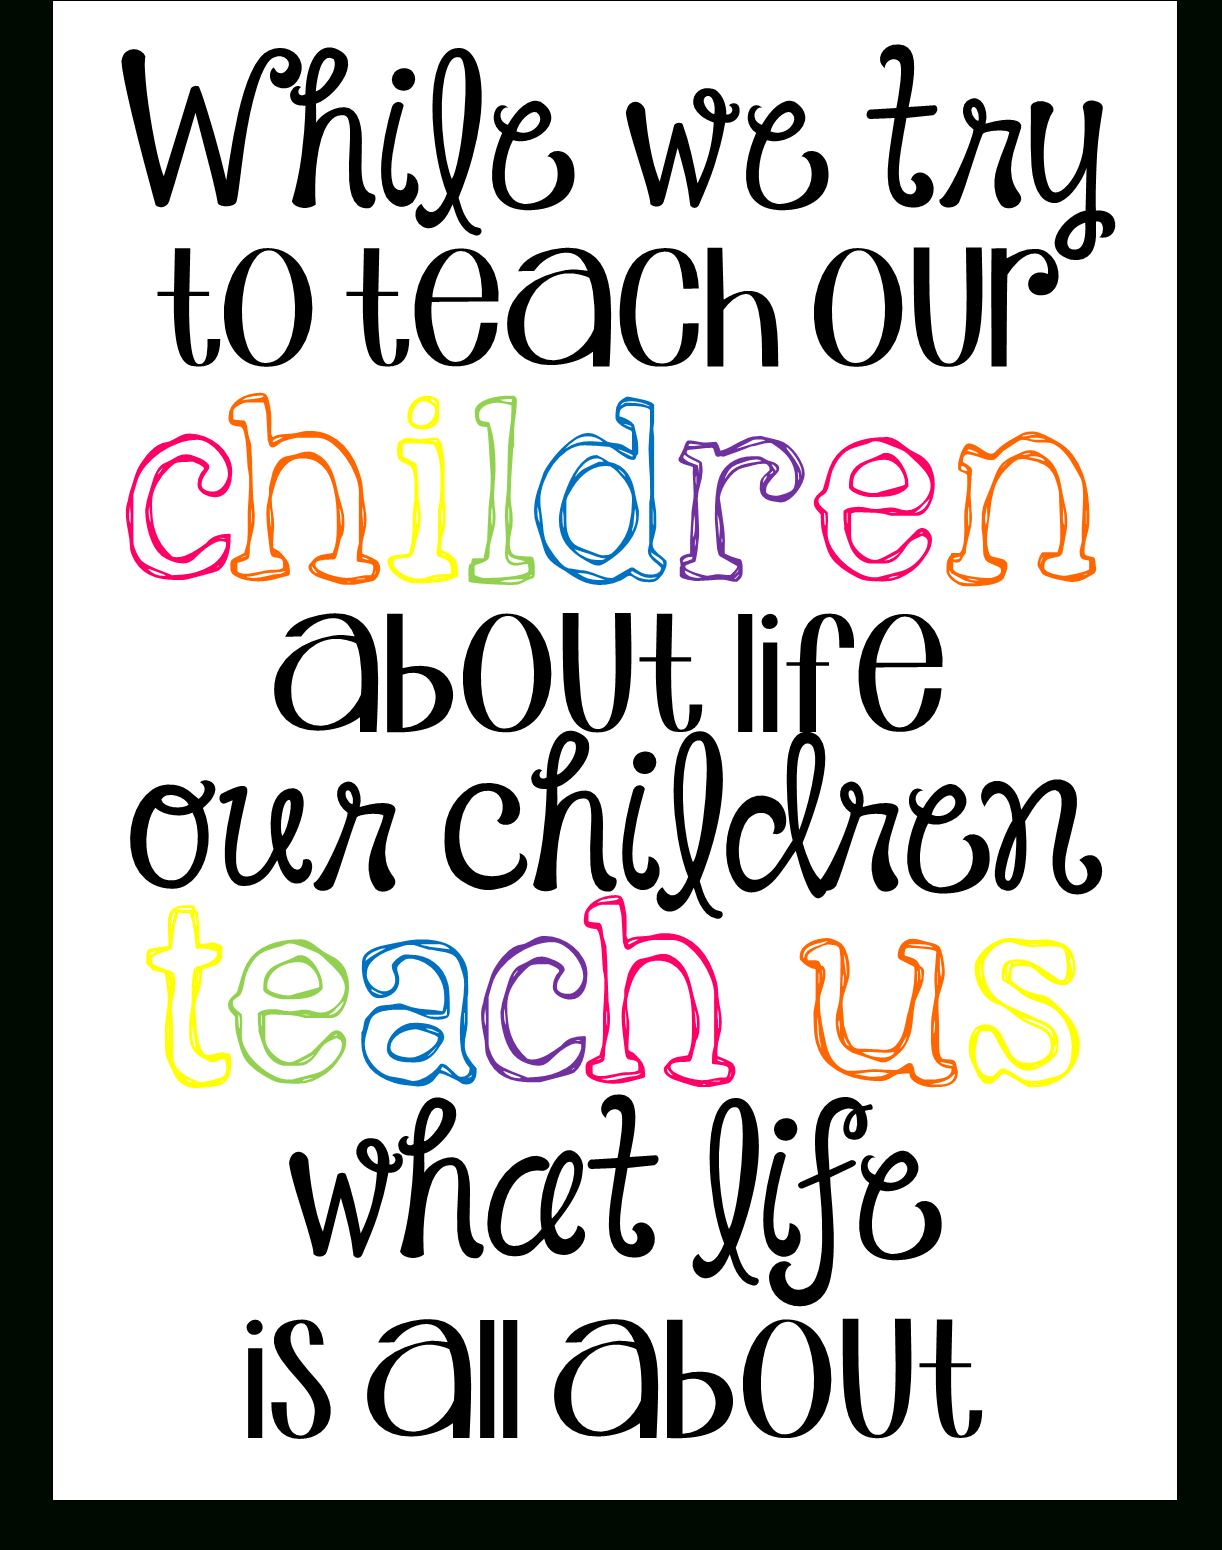 While we try
to teach our
children
about life
our children
teach us
what life
is all about